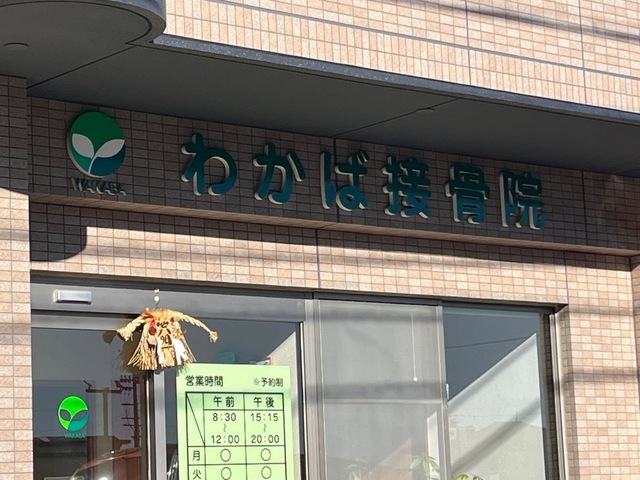 WAKABA
わかば接骨院
営業時間 ※予約制
午前 午後
8:30 15:15
〜 〜
12:00 20:00
月 ○ ○
火 ○ ○
WAKABA